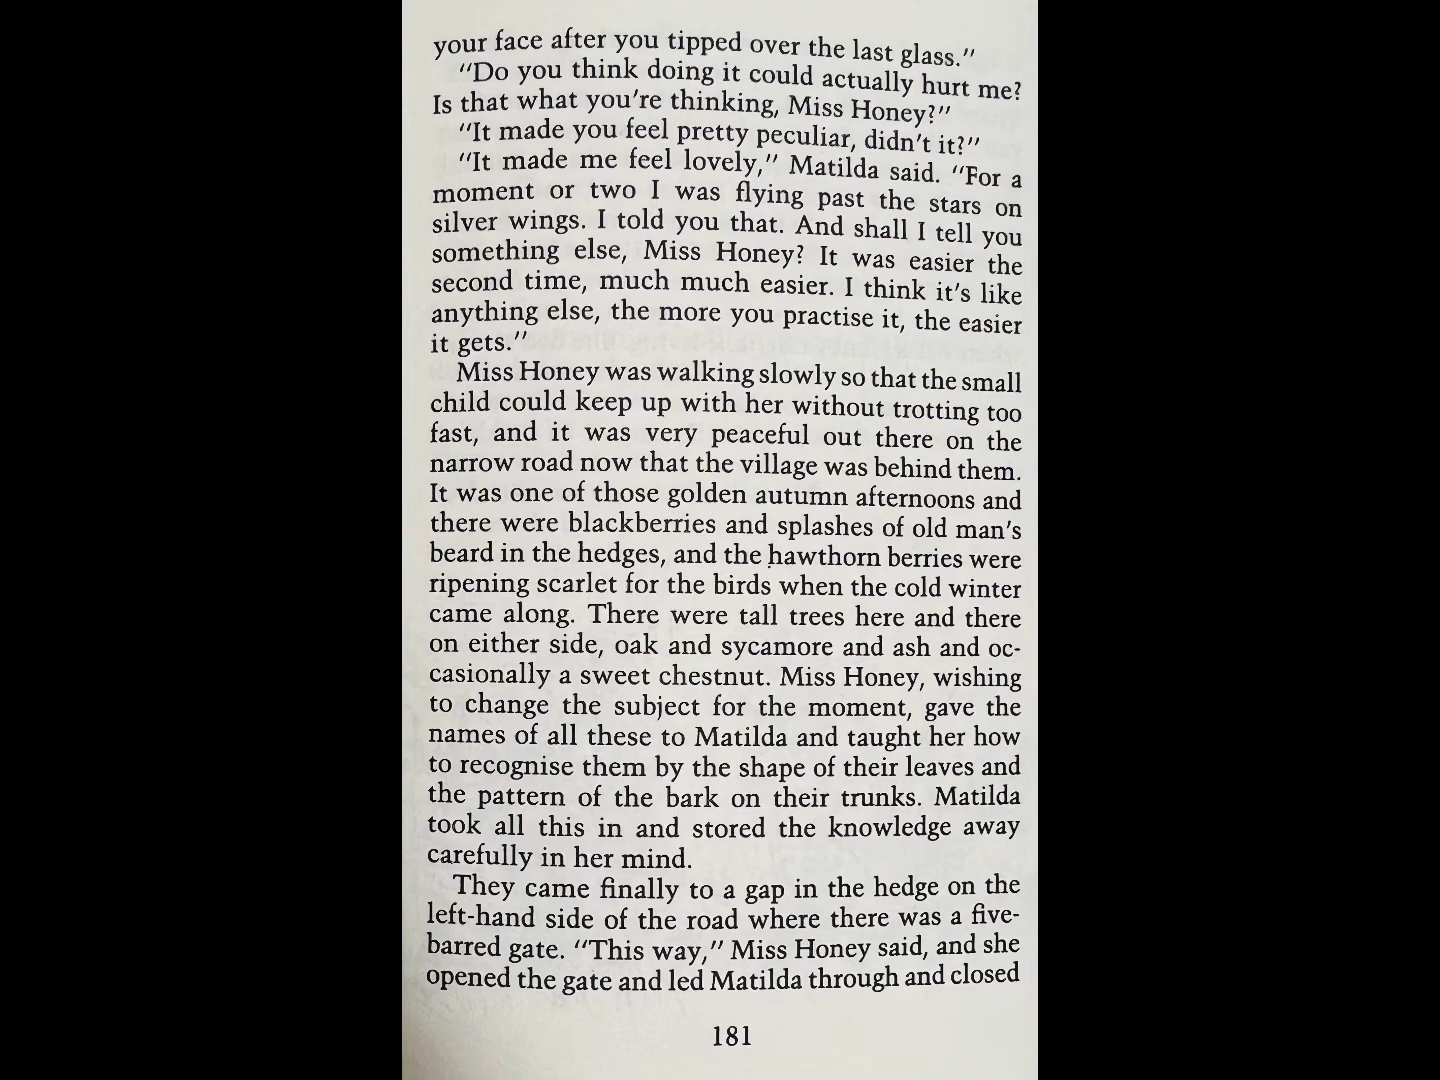 your face after you tipped over the last glass."
"Do you think doing it could actually hurt me?
Is that what you're thinking, Miss Honey?"
"It made you feel pretty peculiar, didn't it?"
"It made me feel lovely," Matilda said. "For a
moment or two I was flying past the stars on
silver wings. I told you that. And shall I tell you
something else, Miss Honey? It was easier the
second time, much much easier. I think it's like
anything else, the more you practise it, the easier
it gets."
Miss Honey was walking slowly so that the small
child could keep up with her without trotting too
fast, and it was very peaceful out there on the
narrow road now that the village was behind them.
It was one of those golden autumn afternoons and
there were blackberries and splashes of old man's
beard in the hedges, and the hawthorn berries were
ripening scarlet for the birds when the cold winter
came along. There were tall trees here and there
on either side, oak and sycamore and ash and oc-
casionally a sweet chestnut. Miss Honey, wishing
to change the subject for the moment, gave the
names of all these to Matilda and taught her how
to recognise them by the shape of their leaves and
the pattern of the bark on their trunks. Matilda
took all this in and stored the knowledge away
carefully in her mind.
They came finally to a gap in the hedge on the
left-hand side of the road where there was a five-
barred gate. "This way," Miss Honey said, and she
opened the gate and led Matilda through and closed
181